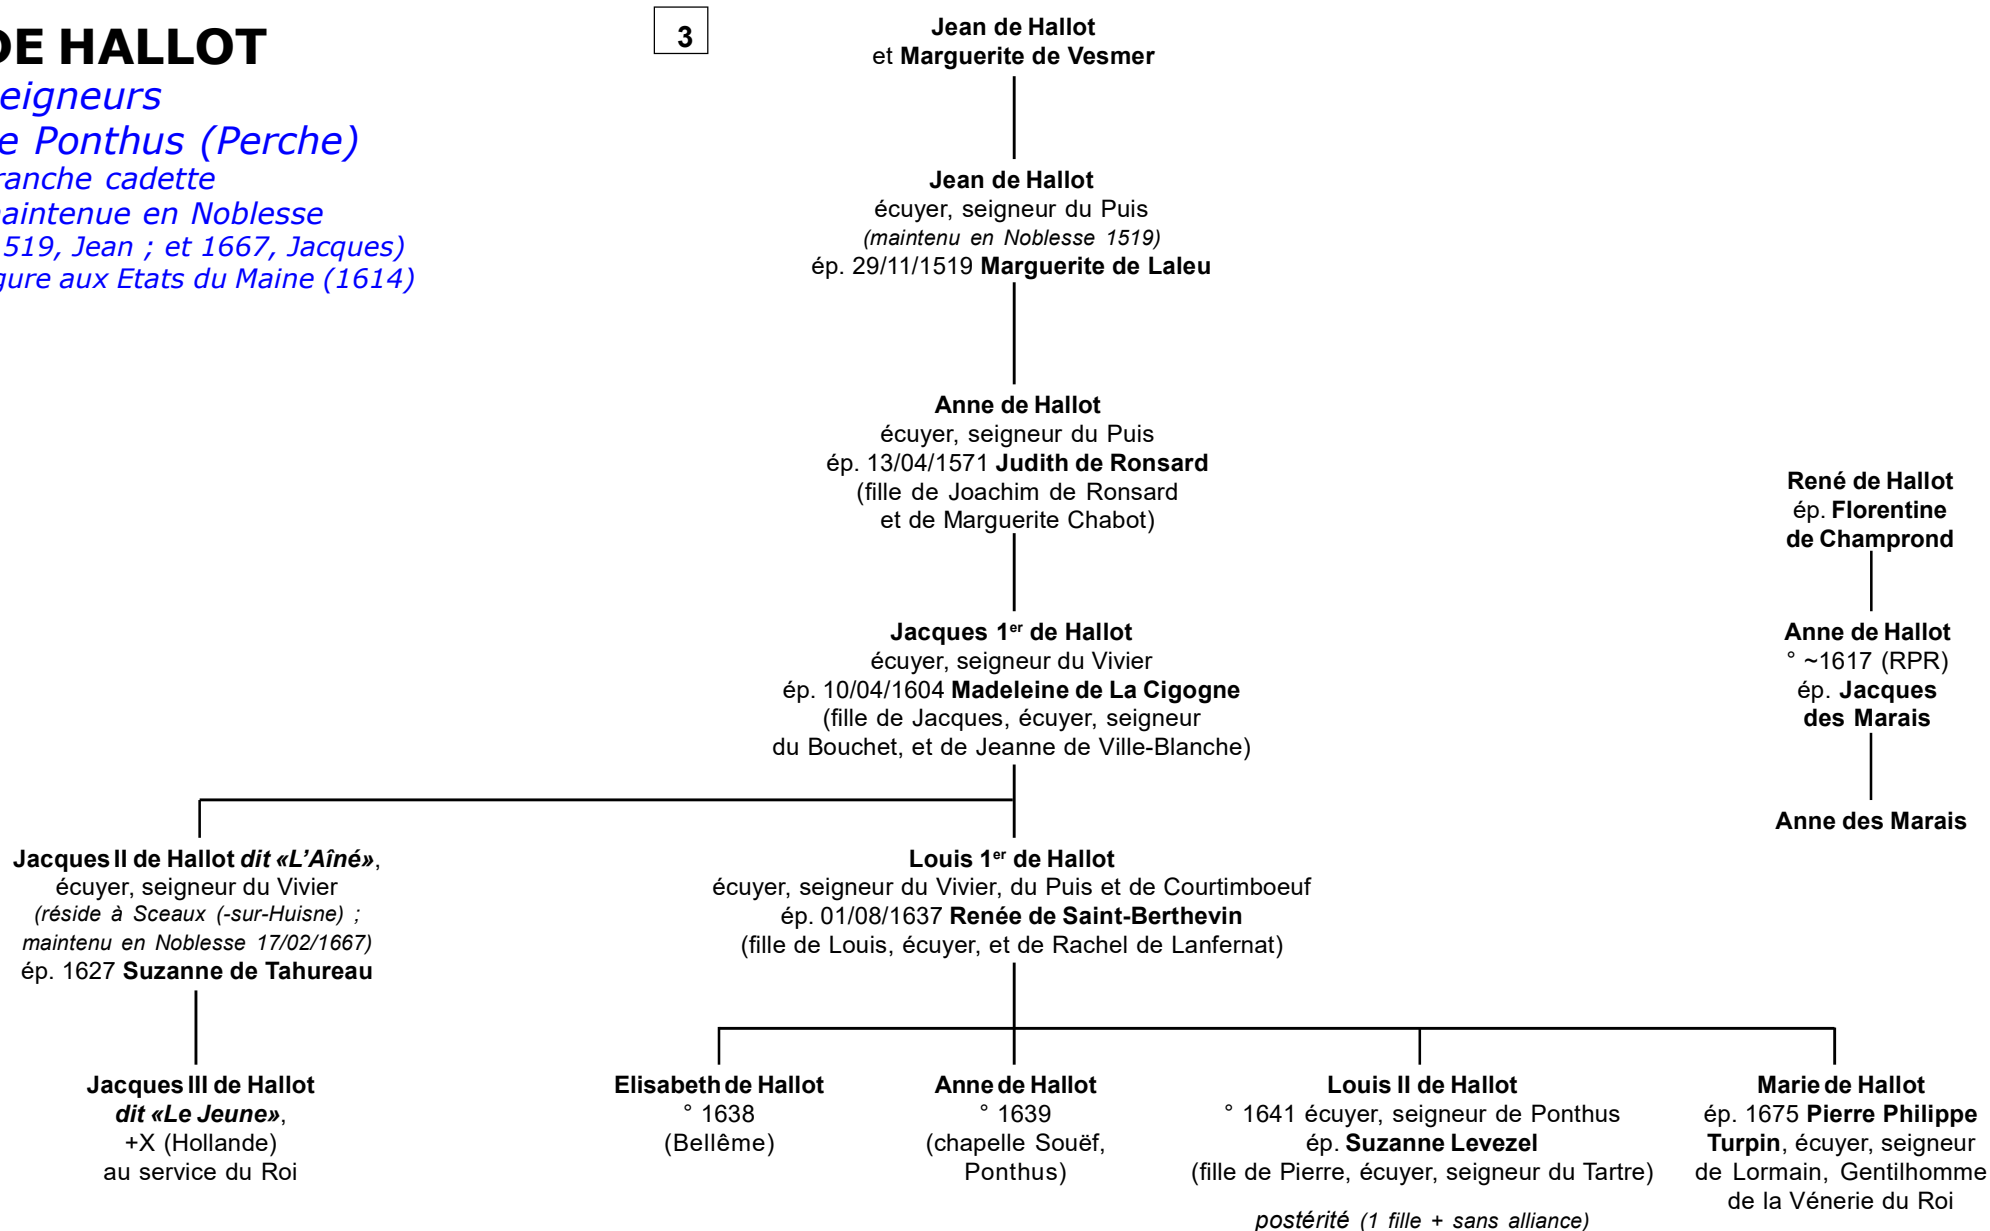 DE HALLOT
eigneurs
e Ponthus (Perche)
ranche cadette
aintenue en Noblesse
519, Jean ; et 1667, Jacques)
gure aux Etats du Maine (1614)
3
Jean de Hallot
et Marguerite de Vesmer
Jean de Hallot
écuyer, seigneur du Puis
(maintenu en Noblesse 1519)
ép. 29/11/1519 Marguerite de Laleu
Anne de Hallot
écuyer, seigneur du Puis
ép. 13/04/1571 Judith de Ronsard
(fille de Joachim de Ronsard
et de Marguerite Chabot)
René de Hallot
ép. Florentine
de Champrond
Jacques 1er de Hallot
écuyer, seigneur du Vivier
ép. 10/04/1604 Madeleine de La Cigogne
(fille de Jacques, écuyer, seigneur
du Bouchet, et de Jeanne de Ville-Blanche)
Anne de Hallot
° ~1617 (RPR)
ép. Jacques
des Marais
Anne des Marais
Jacques II de Hallot dit «L'Aîné»,
écuyer, seigneur du Vivier
(réside à Sceaux (-sur-Huisne) ;
maintenu en Noblesse 17/02/1667)
ép. 1627 Suzanne de Tahureau
Louis 1er de Hallot
écuyer, seigneur du Vivier, du Puis et de Courtimboeuf
ép. 01/08/1637 Renée de Saint-Berthevin
(fille de Louis, écuyer, et de Rachel de Lanfernat)
Jacques III de Hallot
dit «Le Jeune»,
+X (Hollande)
au service du Roi
Elisabeth de Hallot
° 1638
(Bellême)
Anne de Hallot
° 1639
(chapelle Souëf,
Ponthus)
Louis II de Hallot
° 1641 écuyer, seigneur de Ponthus
ép. Suzanne Levezel
(fille de Pierre, écuyer, seigneur du Tartre)
postérité (1 fille + sans alliance)
Marie de Hallot
ép. 1675 Pierre Philippe
Turpin, écuyer, seigneur
de Lormain, Gentilhomme
de la Vénerie du Roi